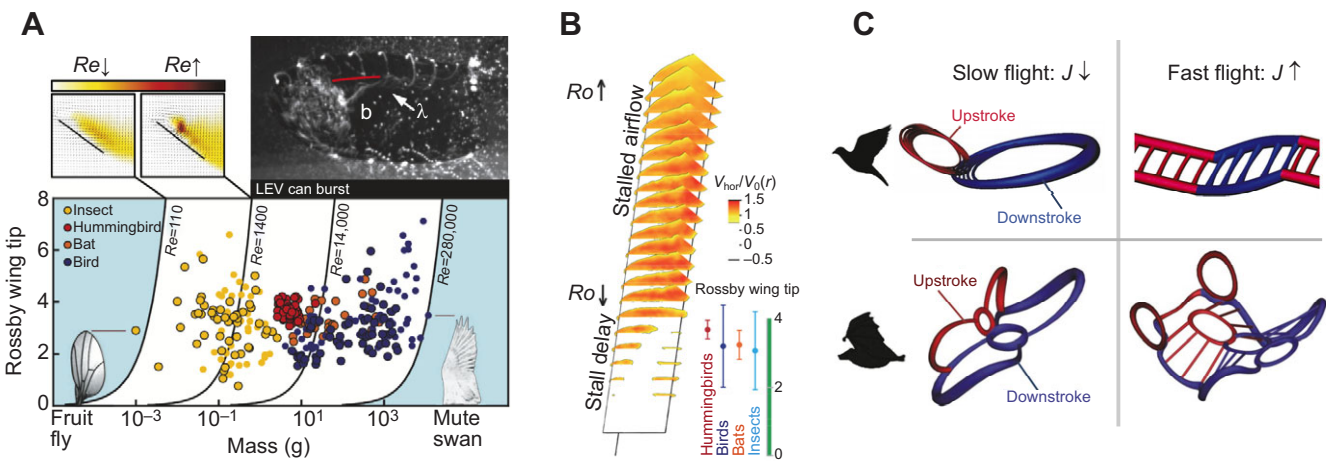 A
Re↓
Re↑
b
λ
LEV can burst
Rossby wing tip
8
6
4
2
0
Insect
Hummingbird
Bat
Bird
Re=110
Re=1400
Re=14,000
Re=280,000
Fruit
fly
10–3
10–1
101
103
Mute
swan
Mass (g)
B
Ro↑
Stalled airflow
Ro↓
Stall delay
Vhor/V0(r)
1.5
1
0.5
0
–0.5
Rossby wing tip
4
2
0
Hummingbirds
Birds
Bats
Insects
C
Slow flight: J↓
Fast flight: J↑
Upstroke
Downstroke
Upstroke
Downstroke